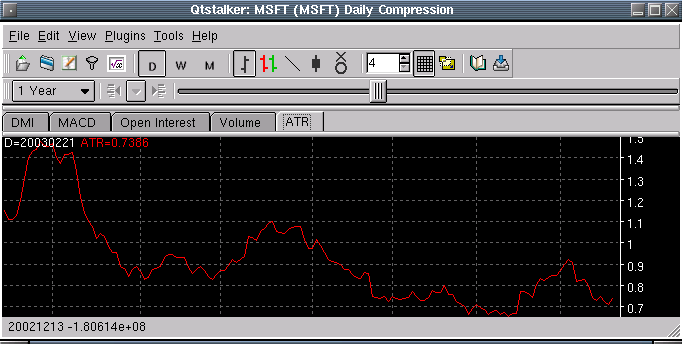 Qtstalker: MSFT (MSFT) Daily Compression
File Edit View Plugins Tools Help
D W M 4
1 Year
DMI MACD Open Interest Volume ATR
D=20030221 ATR=0.7386
1.5
1.4
1.3
1.2
1.1
1
0.9
0.8
0.7
20021213 -1.80614e+08